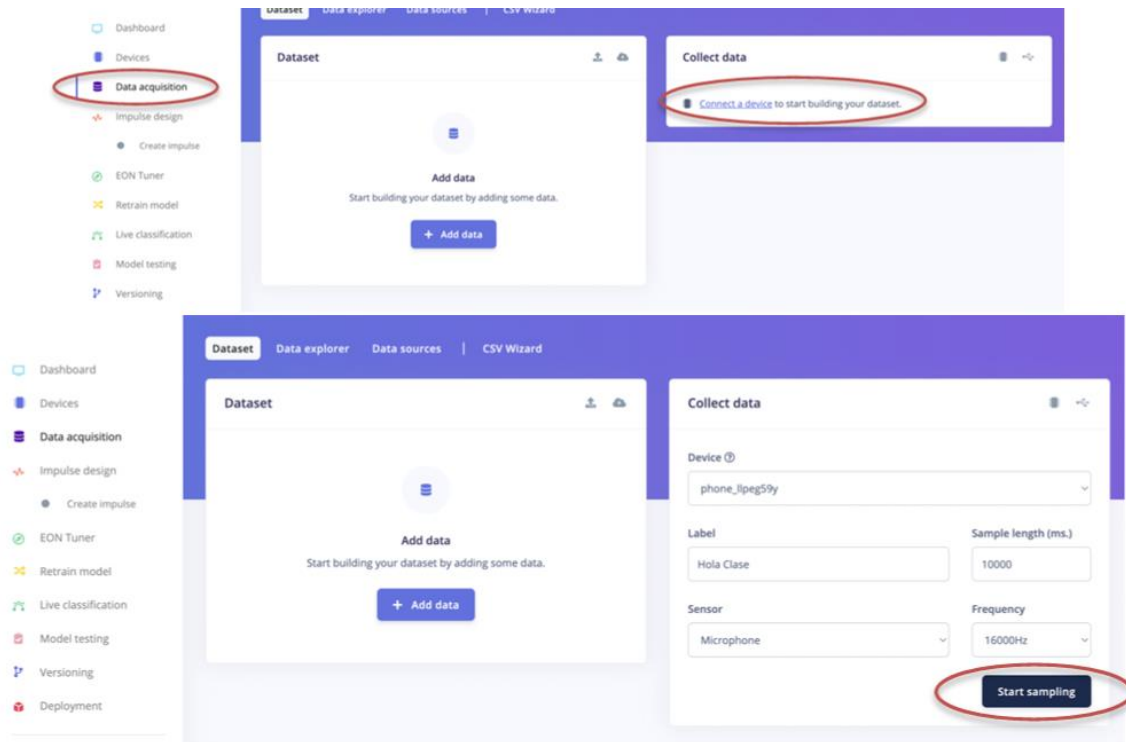 Dataset Data explorer Data sources | CSV Wizard
Dashboard
Devices
Data acquisition
Impulse design
Create impulse
EON Tuner
Retrain model
Live classification
Model testing
Versioning
Dataset
Add data
Start building your dataset by adding some data.
+ Add data
Collect data
Connect a device to start building your dataset.
Dataset Data explorer Data sources | CSV Wizard
Dashboard
Devices
Data acquisition
Impulse design
Create impulse
EON Tuner
Retrain model
Live classification
Model testing
Versioning
Deployment
Dataset
Add data
Start building your dataset by adding some data.
+ Add data
Collect data
Device
phone_llpeg59y
Label Sample length (ms.)
Hola Clase 10000
Sensor Frequency
Microphone 16000Hz
Start sampling